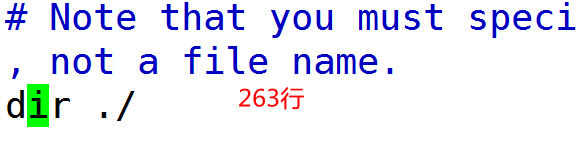 # Note that you must speci
, not a file name.
dir ./
263行